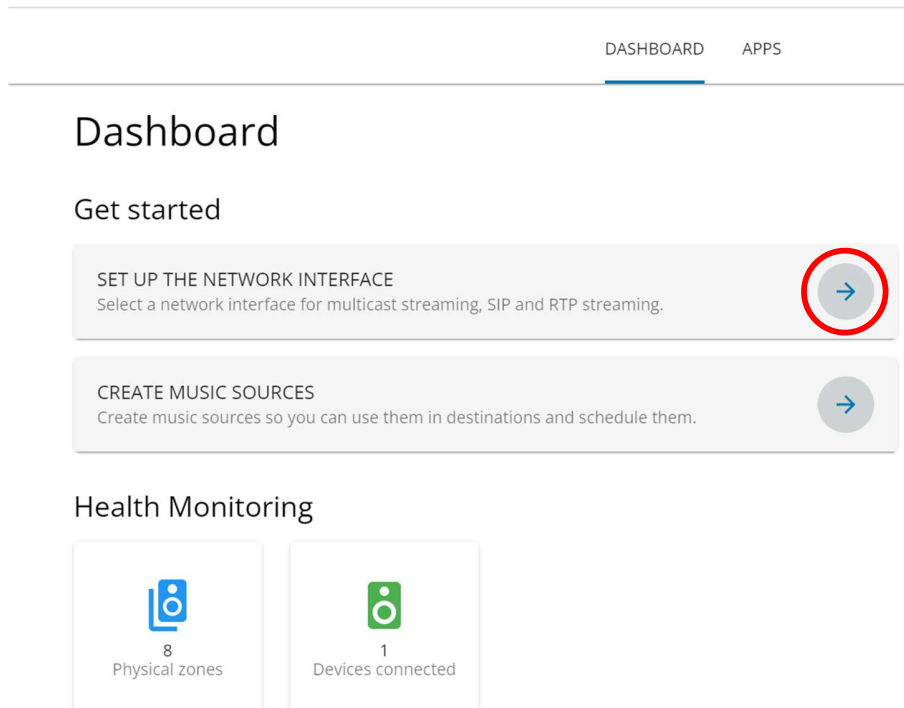 DASHBOARD APPS
Dashboard
Get started
SET UP THE NETWORK INTERFACE
Select a network interface for multicast streaming, SIP and RTP streaming.
CREATE MUSIC SOURCES
Create music sources so you can use them in destinations and schedule them.
Health Monitoring
8
Physical zones
1
Devices connected